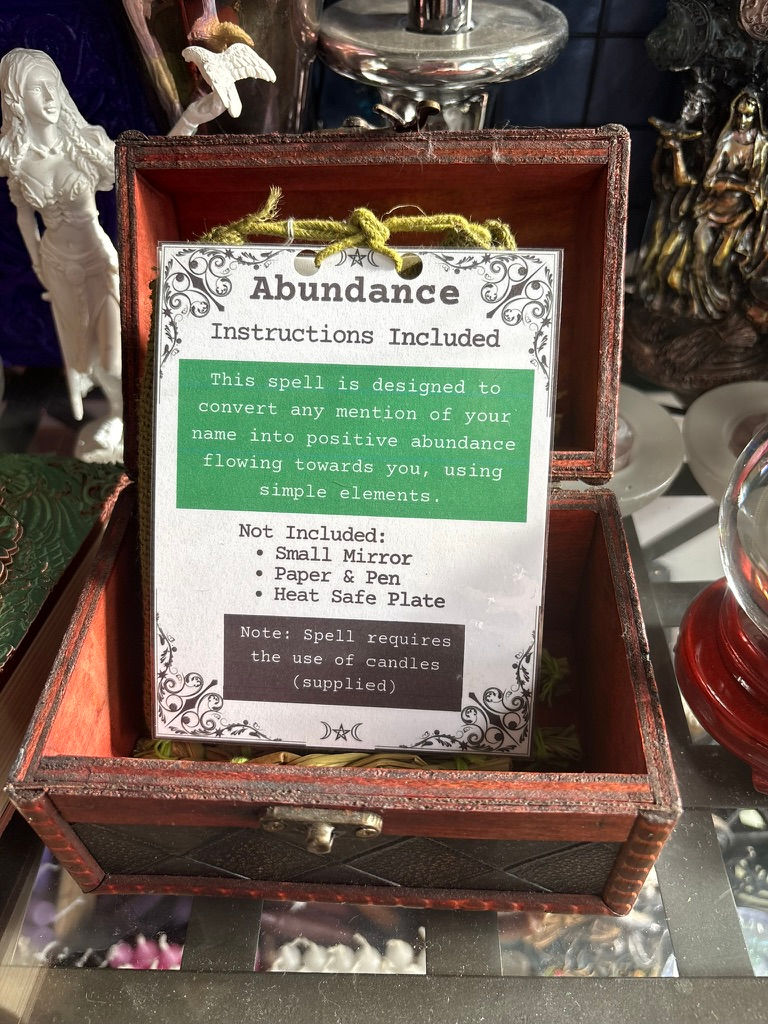 Abundance
Instructions Included
This spell is designed to
convert any mention of your
name into positive abundance
flowing towards you, using
simple elements.
Not Included:
• Small Mirror
• Paper & Pen
• Heat Safe Plate
Note: Spell requires
the use of candles
(supplied)